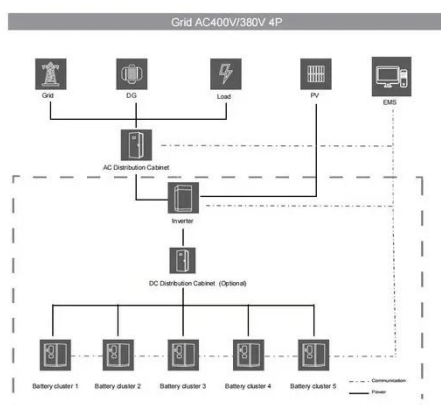 Grid AC400V/380V 4P
Grid
DG
Load
PV
EMS
AC Distribution Cabinet
Inverter
DC Distribution Cabinet (Optional)
Battery cluster 1
Battery cluster 2
Battery cluster 3
Battery cluster 4
Battery cluster 5
Communication
Power